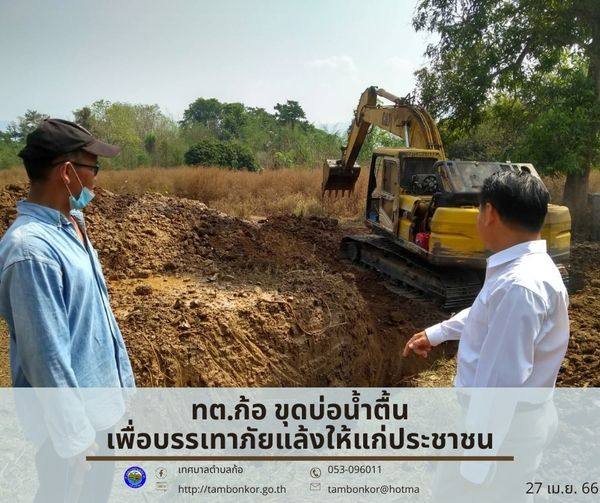 ทต.ก้อ ขุดบ่อน้ำตื้น
เพื่อบรรเทาภัยแล้งให้แก่ประชาชน
เทศบาลตำบลก้อ 053-096011
http://tambonkor.go.th tambonkor@hotma
27 เม.ย. 66